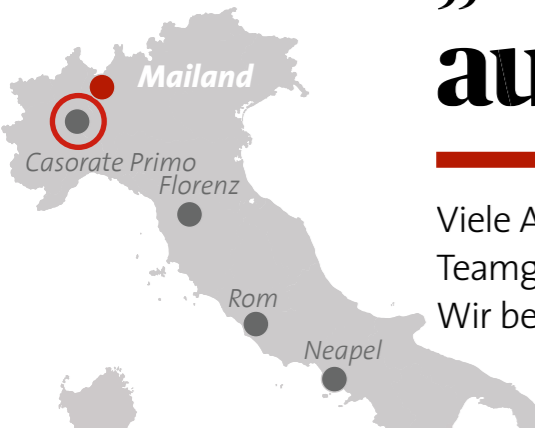 „
au
Mailand
Casorate Primo
Florenz
Rom
Neapel
Viele A
Teamg
Wir be